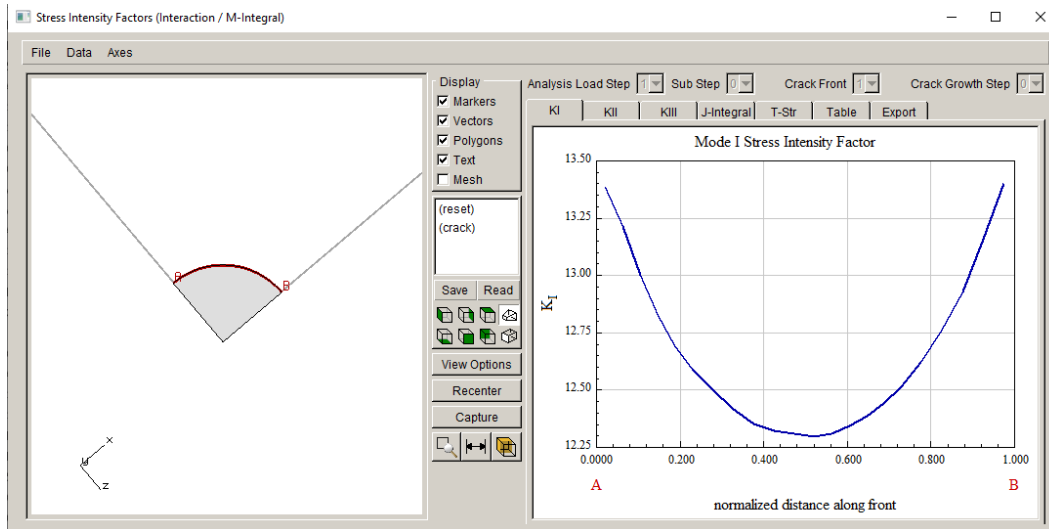 Stress Intensity Factors (Interaction / M-Integral)
File Data Axes
Display
Markers
Vectors
Polygons
Text
Mesh
(reset)
(crack)
Save Read
View Options
Recenter
Capture
A
B
x
y
z
Analysis Load Step 1 Sub Step 0 Crack Front 1 Crack Growth Step 0
KI KII KIII J-Integral T-Str Table Export
Mode I Stress Intensity Factor
13.50
13.25
13.00
12.75
12.50
12.25
KI
0.0000 0.200 0.400 0.600 0.800 1.000
A B
normalized distance along front